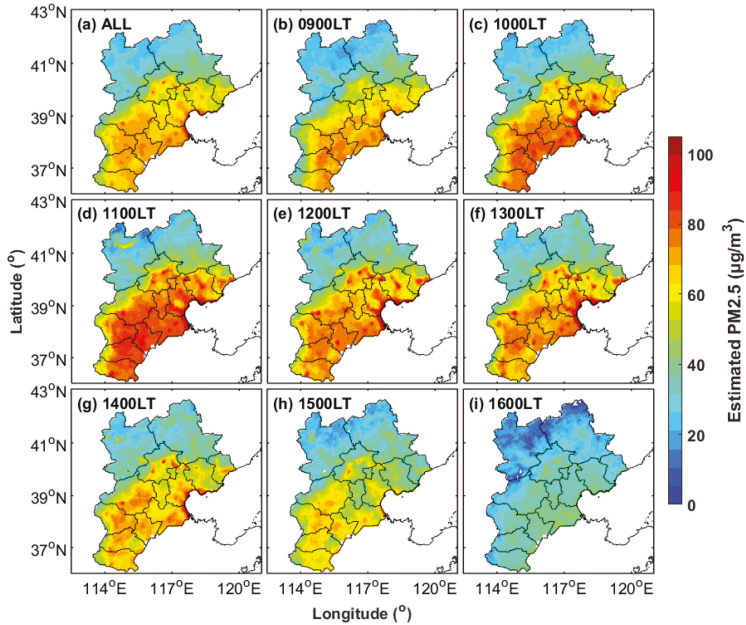 (a) ALL
(b) 0900LT
(c) 1000LT
43°N
41°N
39°N
37°N
(d) 1100LT
(e) 1200LT
(f) 1300LT
43°N
41°N
39°N
37°N
(g) 1400LT
(h) 1500LT
(i) 1600LT
43°N
41°N
39°N
37°N
114°E
117°E
120°E
114°E
117°E
120°E
114°E
117°E
120°E
Latitude (°)
Longitude (°)
100
80
60
40
20
0
Estimated PM2.5 (µg/m³)